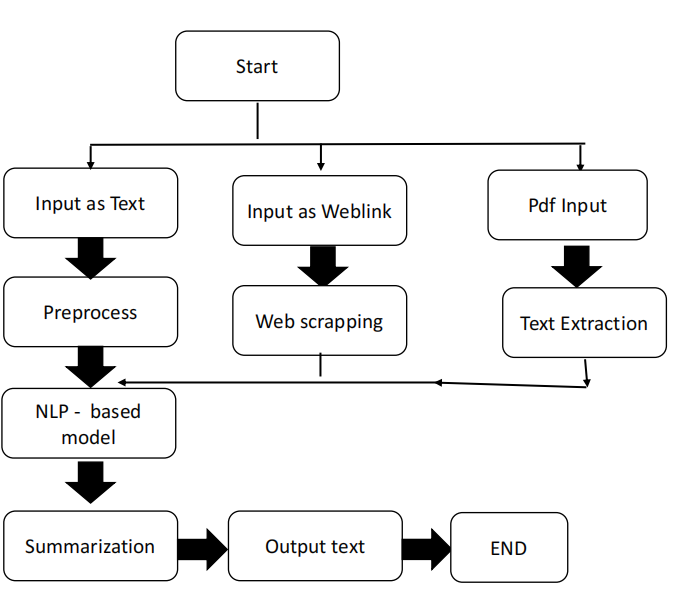 Start
Input as Text
Input as Weblink
Pdf Input
Preprocess
Web scrapping
Text Extraction
NLP - based
model
Summarization
Output text
END